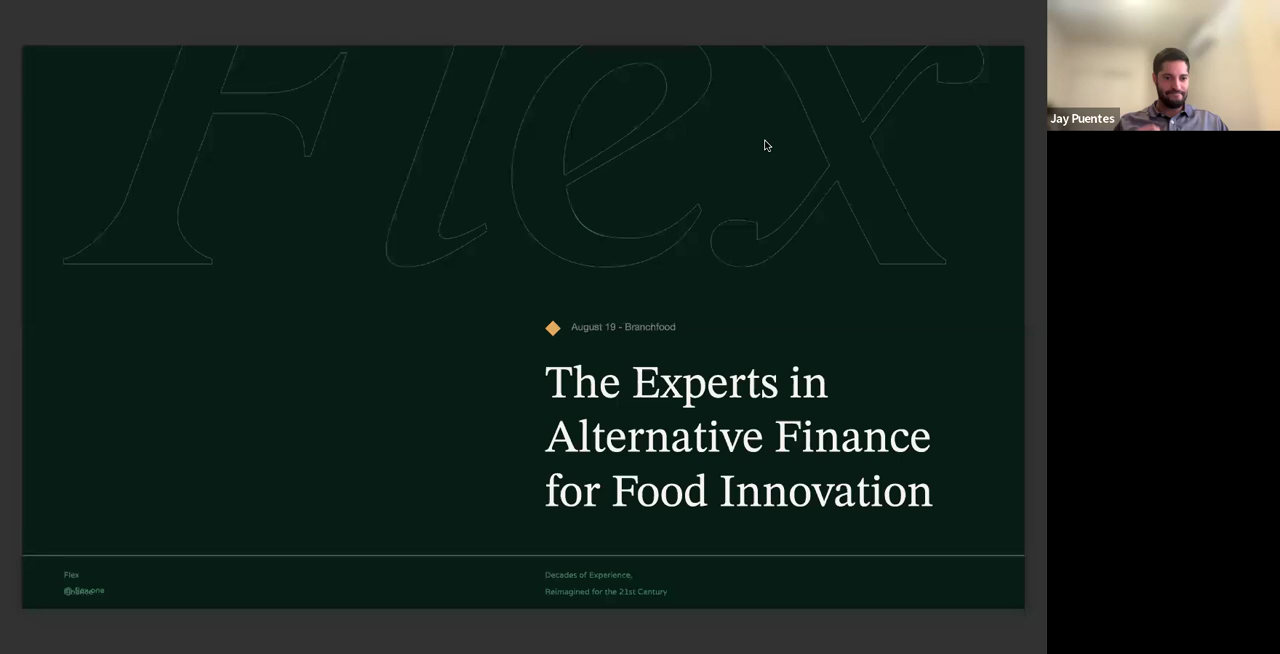 Flex
August 19 - Branchfood
The Experts in
Alternative Finance
for Food Innovation
Flex
Decades of Experience,
Reimagined for the 21st Century
Jay Puentes